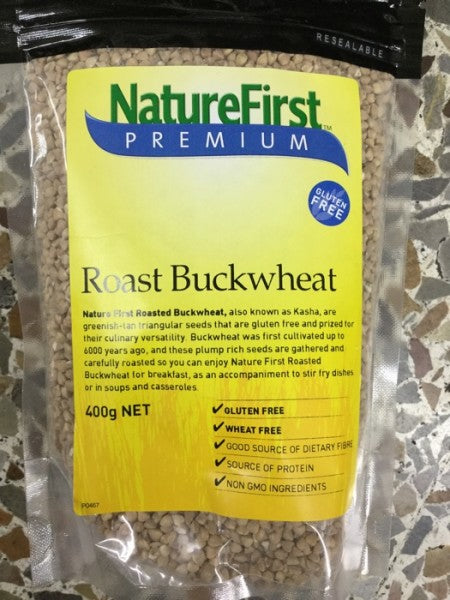 RESEALABLE
NatureFirst™
PREMIUM
GLUTEN
FREE
Roast Buckwheat
Nature First Roasted Buckwheat, also known as Kasha, are
greenish-tan triangular seeds that are gluten free and prized for
their culinary versatility. Buckwheat was first cultivated up to
6000 years ago, and these plump rich seeds are gathered and
carefully roasted so you can enjoy Nature First Roasted
Buckwheat for breakfast, as an accompaniment to stir fry dishes
or in soups and casseroles.
400g NET
✓ GLUTEN FREE
✓ WHEAT FREE
✓ GOOD SOURCE OF DIETARY FIBRE
✓ SOURCE OF PROTEIN
✓ NON GMO INGREDIENTS
P0467